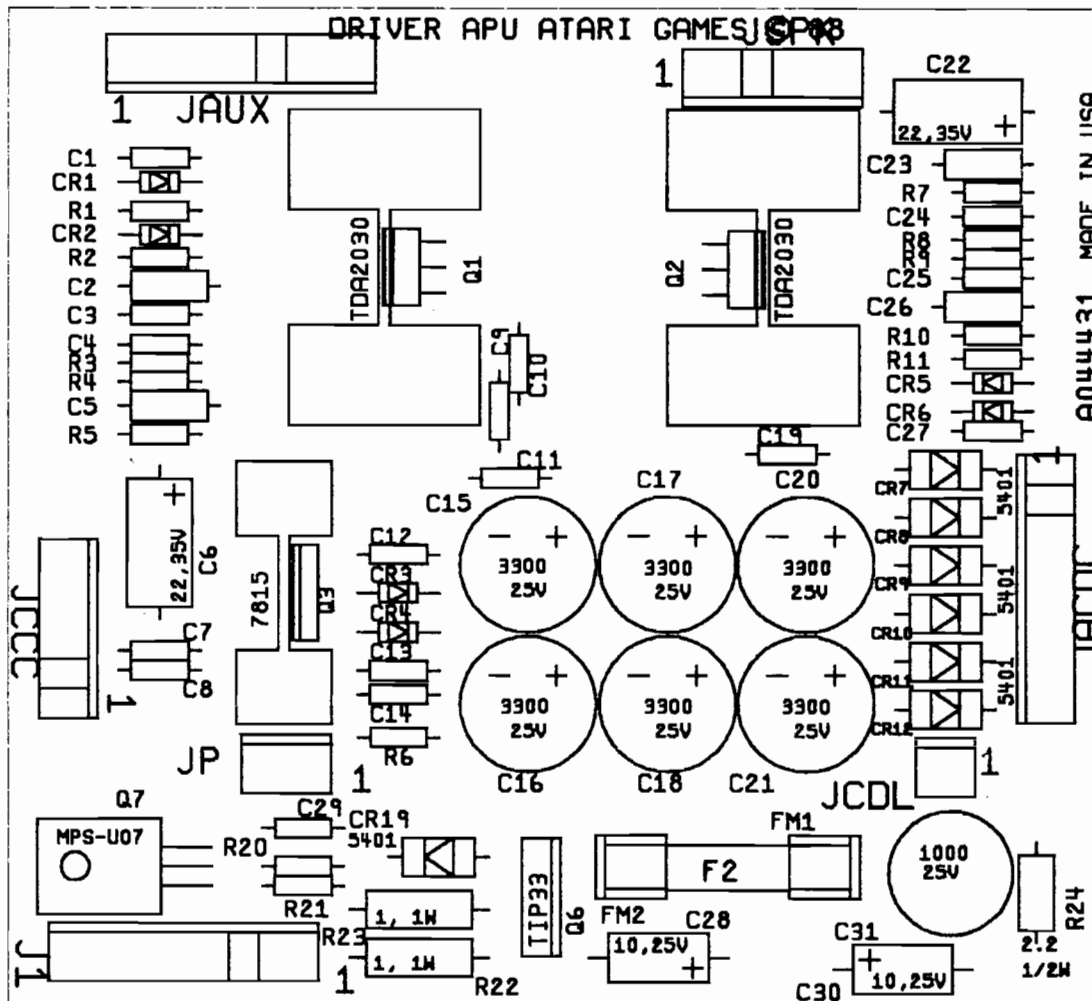 DRIVER APU ATARI GAMES © 88
JSPK
1 JAUX
1
C22
22,35V +
MADE IN USA
A044431
C1
CR1
R1
CR2
R2
C2
C3
C4
R3
R4
C5
R5
TDA2030
Q1
Q2
TDA2030
C23
R7
C24
R8
R9
C25
C26
R10
R11
CR5
CR6
C27
C9
C10
C19
C11
C15
C17
C20
CR7
5401
1
C6
22,35V +
7815
Q3
C12
CR3
CR4
C13
C14
R6
- +
3300
25V
- +
3300
25V
- +
3300
25V
CR8
CR9
5401
CR10
CR11
5401
CR12
JCCC
1
C7
C8
- +
3300
25V
- +
3300
25V
- +
3300
25V
JP
1
C16
C18
C21
JCDL
1
Q7
MPS-U07
C29
R20
R21
CR19
5401
TIP33
Q6
FM1
F2
FM2
C28
10,25V
+
1000
25V
R24
2.2
1/2W
J1
1
R23
1, 1W
1, 1W
R22
C31
+
10,25V
C30